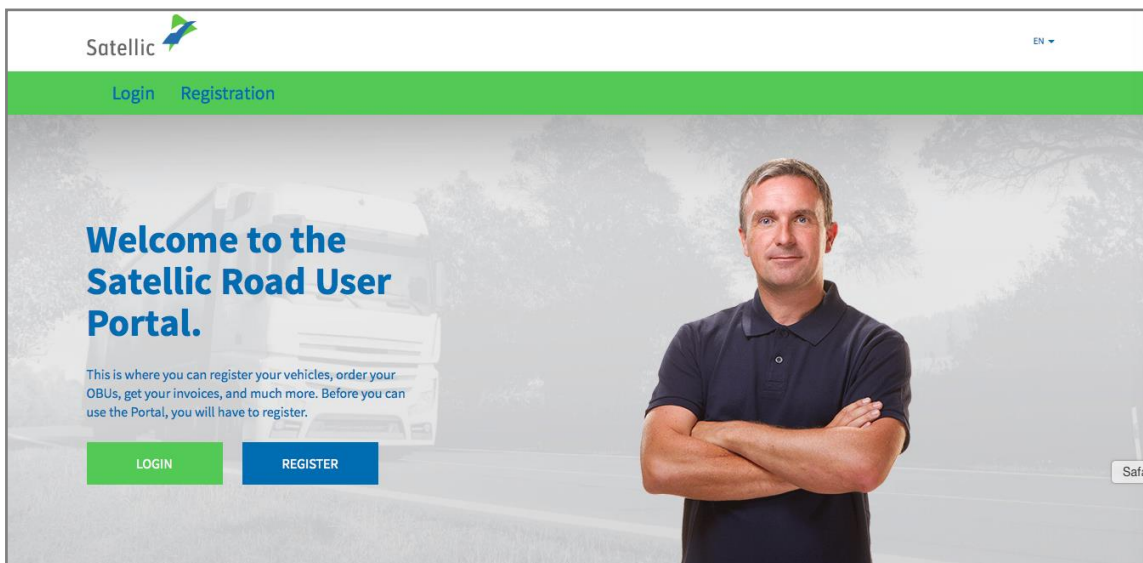 Satellic
EN
Login Registration
Welcome to the
Satellic Road User
Portal.
This is where you can register your vehicles, order your
OBUs, get your invoices, and much more. Before you can
use the Portal, you will have to register.
LOGIN REGISTER